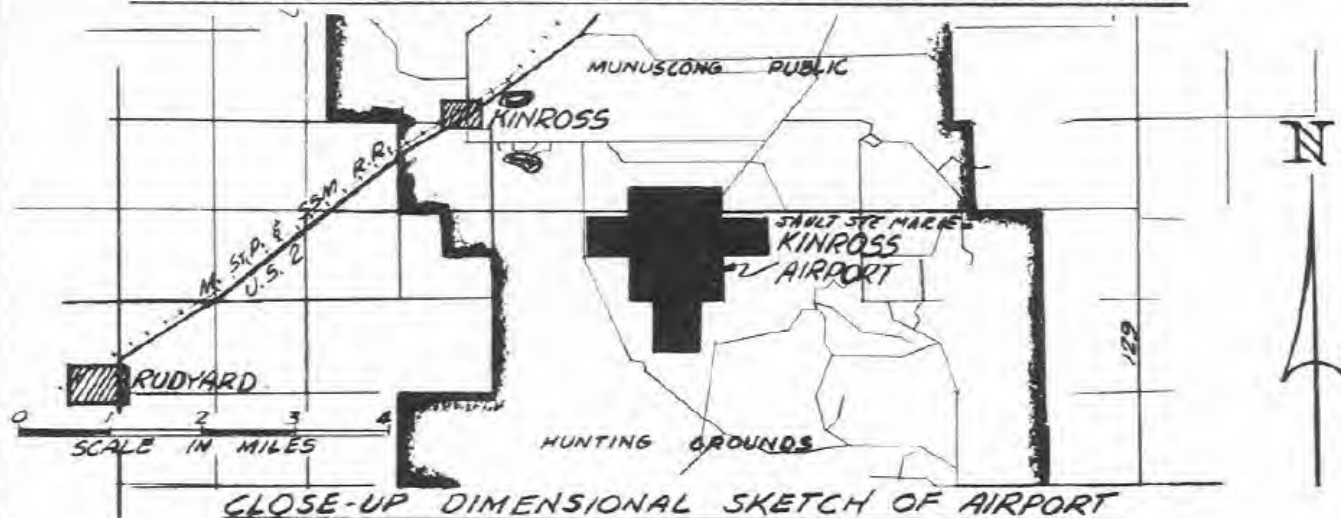 MUNUSCONG PUBLIC
KINROSS
N
M. ST.P. & S.S.M. R.R.
U.S. 2
SAULT STE MARIE
KINROSS
AIRPORT
129
RUDYARD
0 1 2 3 4
SCALE IN MILES
HUNTING GROUNDS
CLOSE-UP DIMENSIONAL SKETCH OF AIRPORT